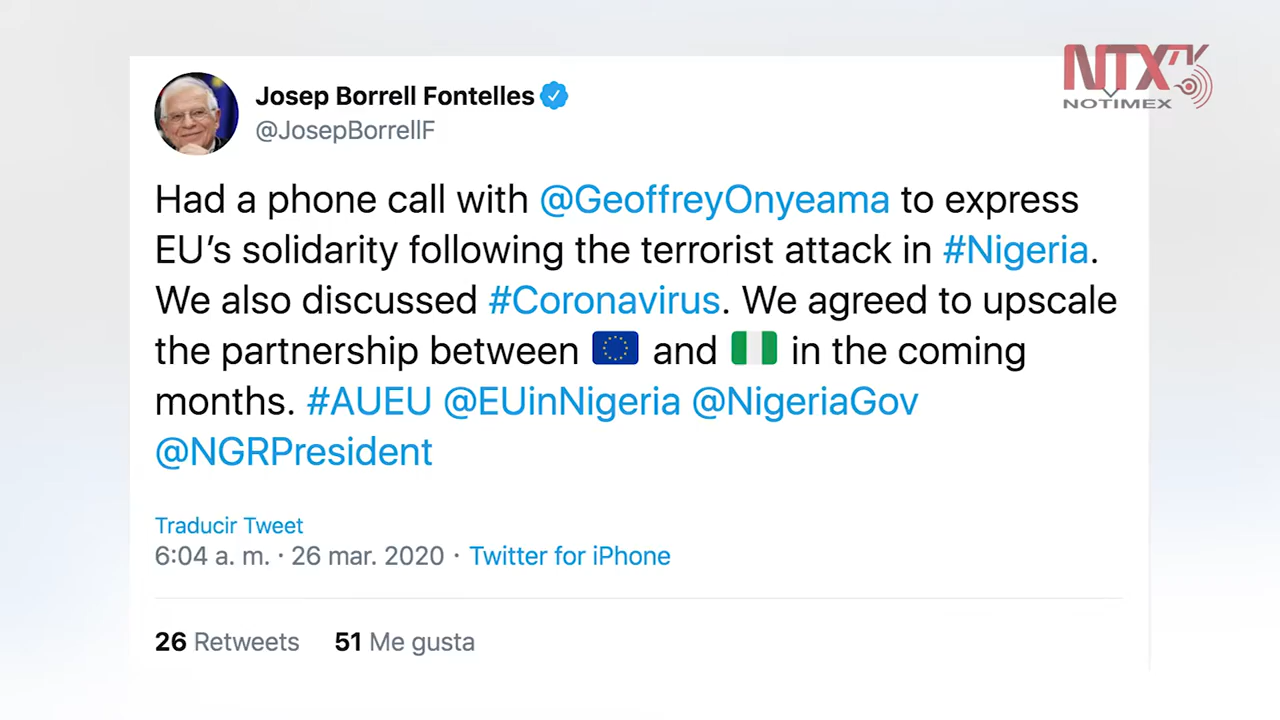 NTX TV
NOTIMEX
Josep Borrell Fontelles
@JosepBorrellF
Had a phone call with @GeoffreyOnyeama to express
EU’s solidarity following the terrorist attack in #Nigeria.
We also discussed #Coronavirus. We agreed to upscale
the partnership between 🇪🇺 and 🇳🇬 in the coming
months. #AUEU @EUinNigeria @NigeriaGov
@NGRPresident
Traducir Tweet
6:04 a. m. · 26 mar. 2020 · Twitter for iPhone
26 Retweets 51 Me gusta